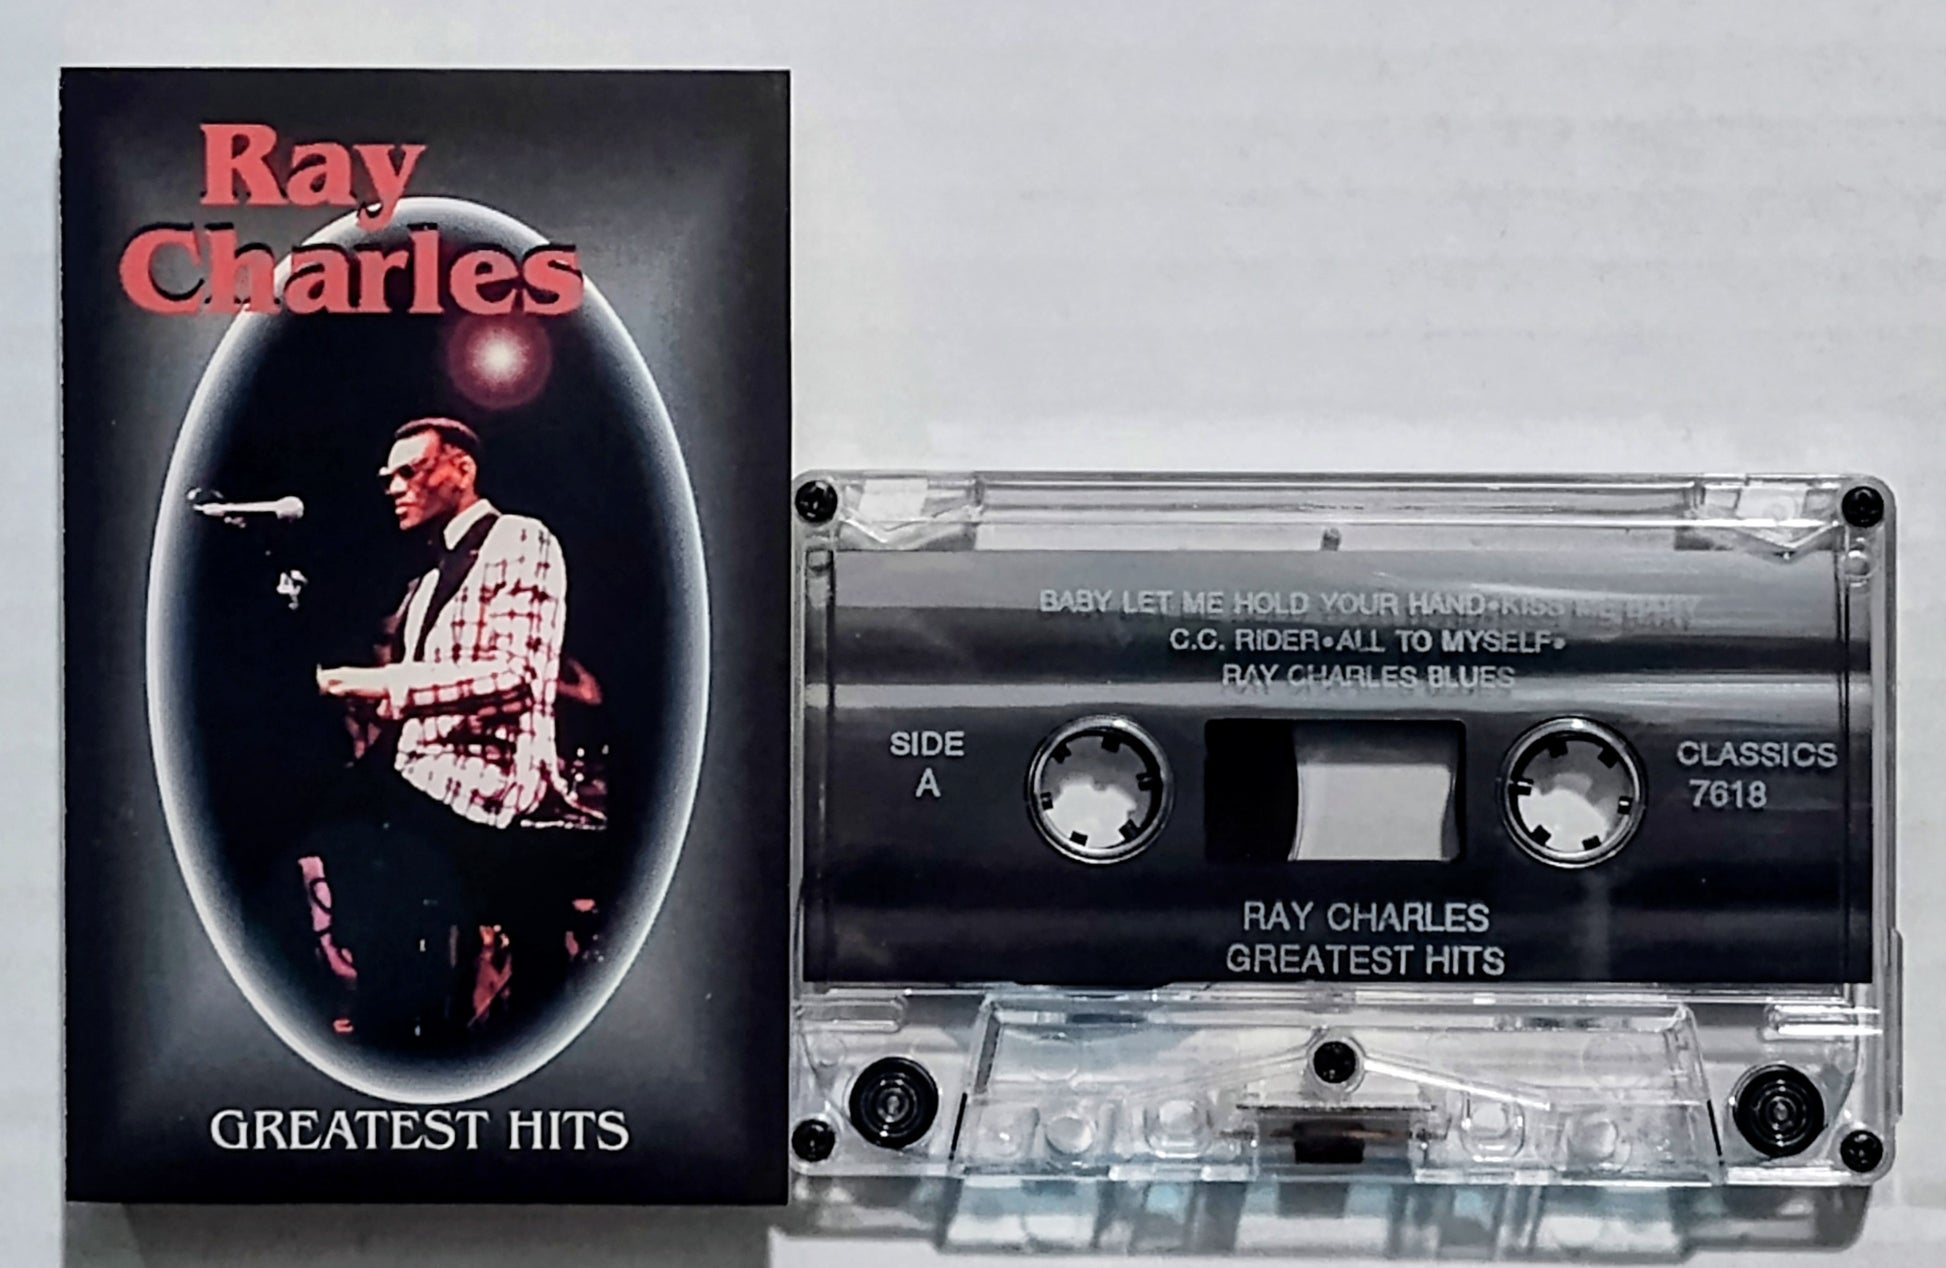 Ray
Charles
GREATEST HITS
BABY LET ME HOLD YOUR HAND•KISS ME BABY
C.C. RIDER•ALL TO MYSELF•
RAY CHARLES BLUES
SIDE
A
CLASSICS
7618
RAY CHARLES
GREATEST HITS